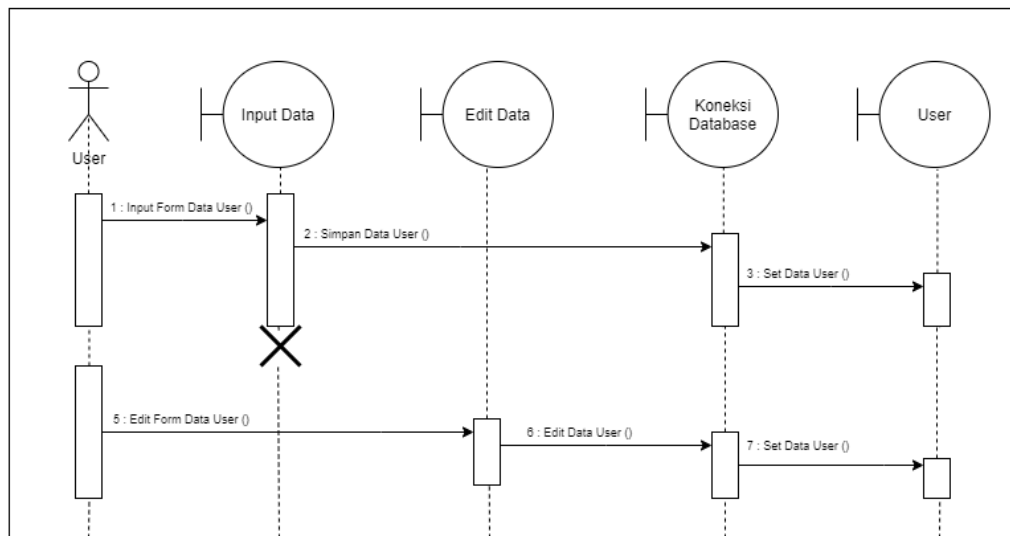 User
Input Data
Edit Data
Koneksi
Database
User
1 : Input Form Data User ()
2 : Simpan Data User ()
3 : Set Data User ()
5 : Edit Form Data User ()
6 : Edit Data User ()
7 : Set Data User ()